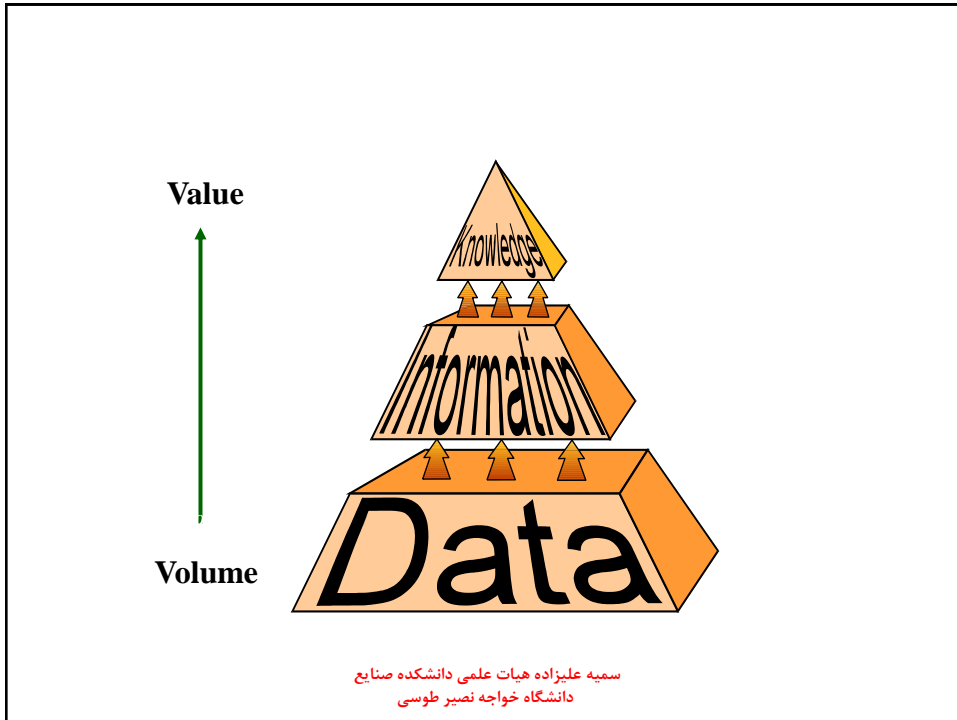 Value
Knowledge
Information
Data
Volume
سمیه علیزاده هیات علمی دانشکده صنایع
دانشگاه خواجه نصیر طوسی